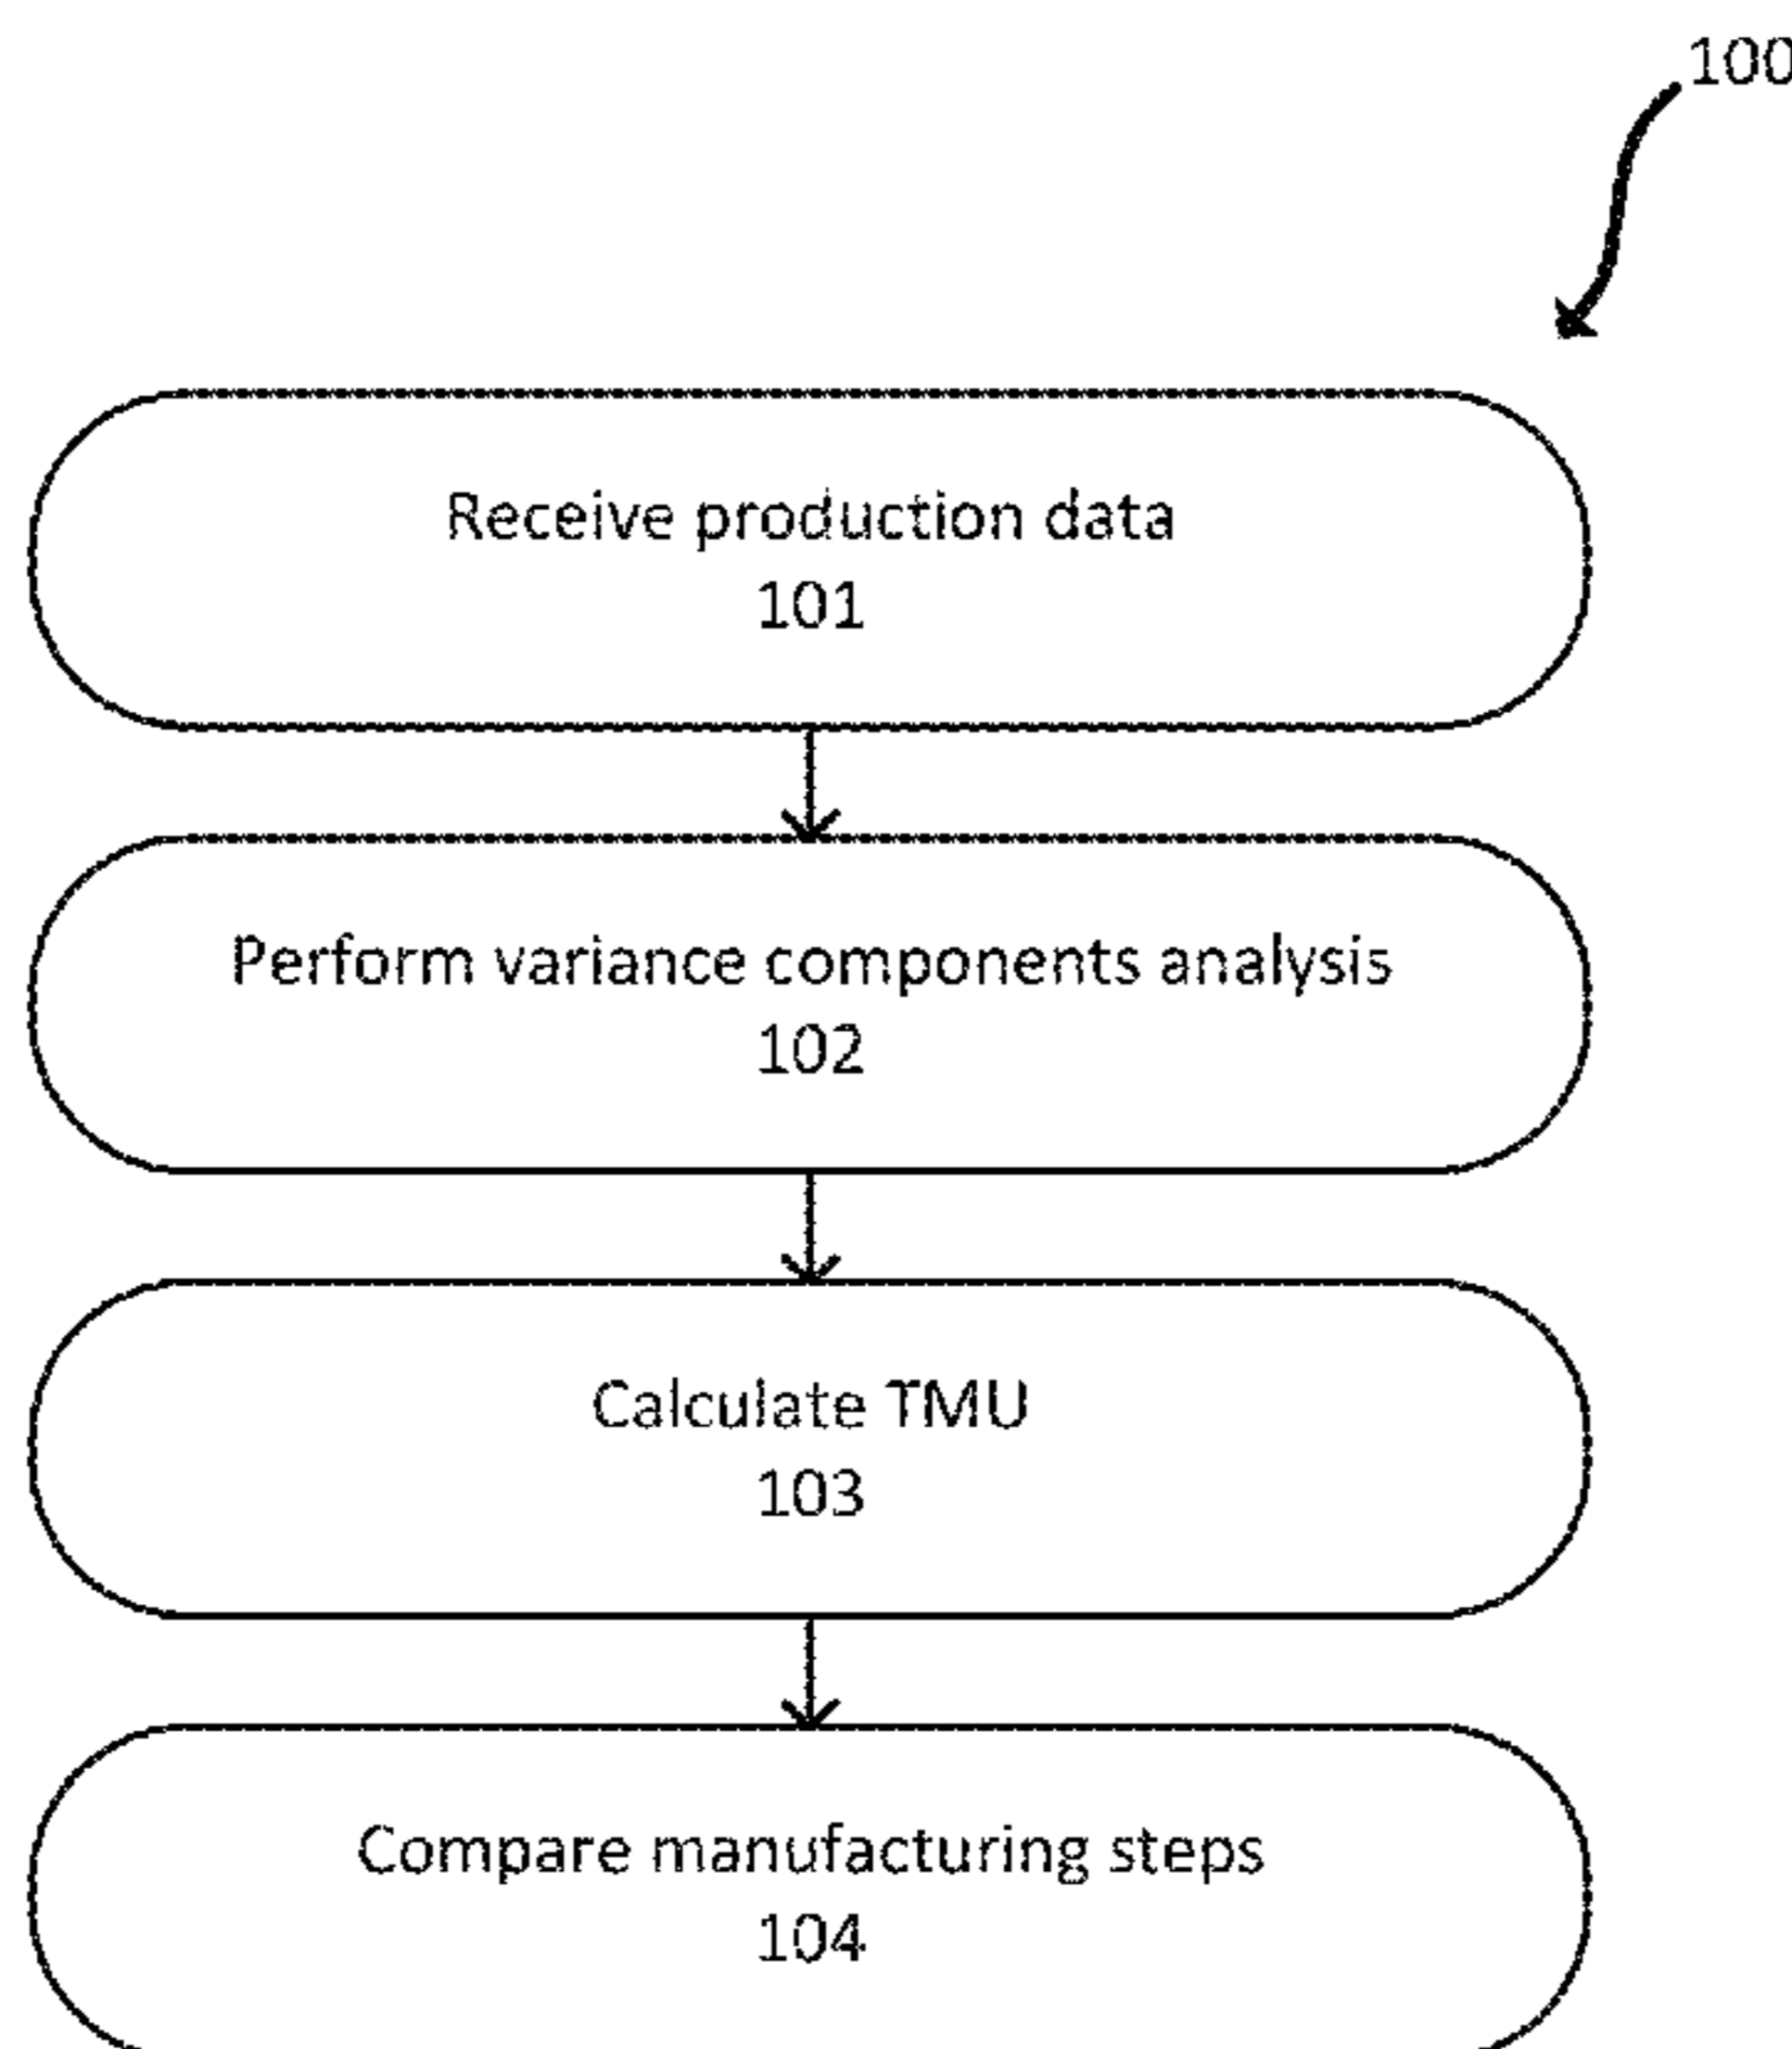 100
Receive production data
101
Perform variance components analysis
102
Calculate TMU
103
Compare manufacturing steps
104